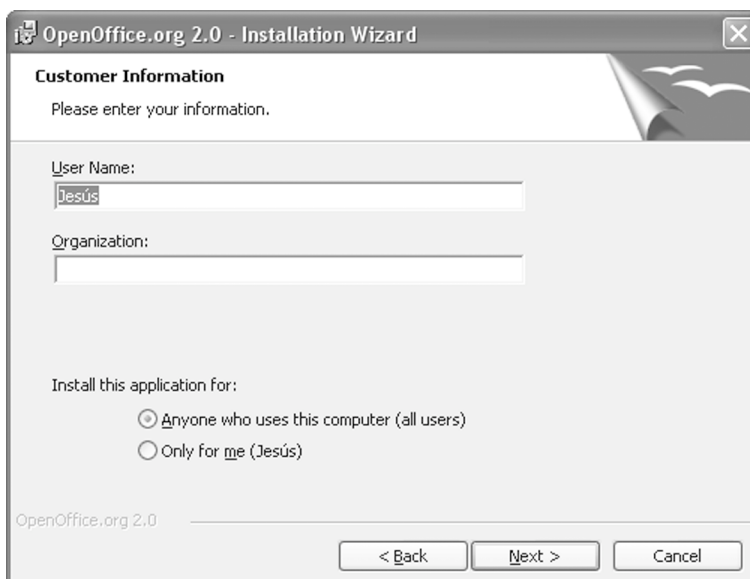 OpenOffice.org 2.0 - Installation Wizard
Customer Information
Please enter your information.
User Name:
Jesús
Organization:
Install this application for:
Anyone who uses this computer (all users)
Only for me (Jesús)
OpenOffice.org 2.0
< Back
Next >
Cancel